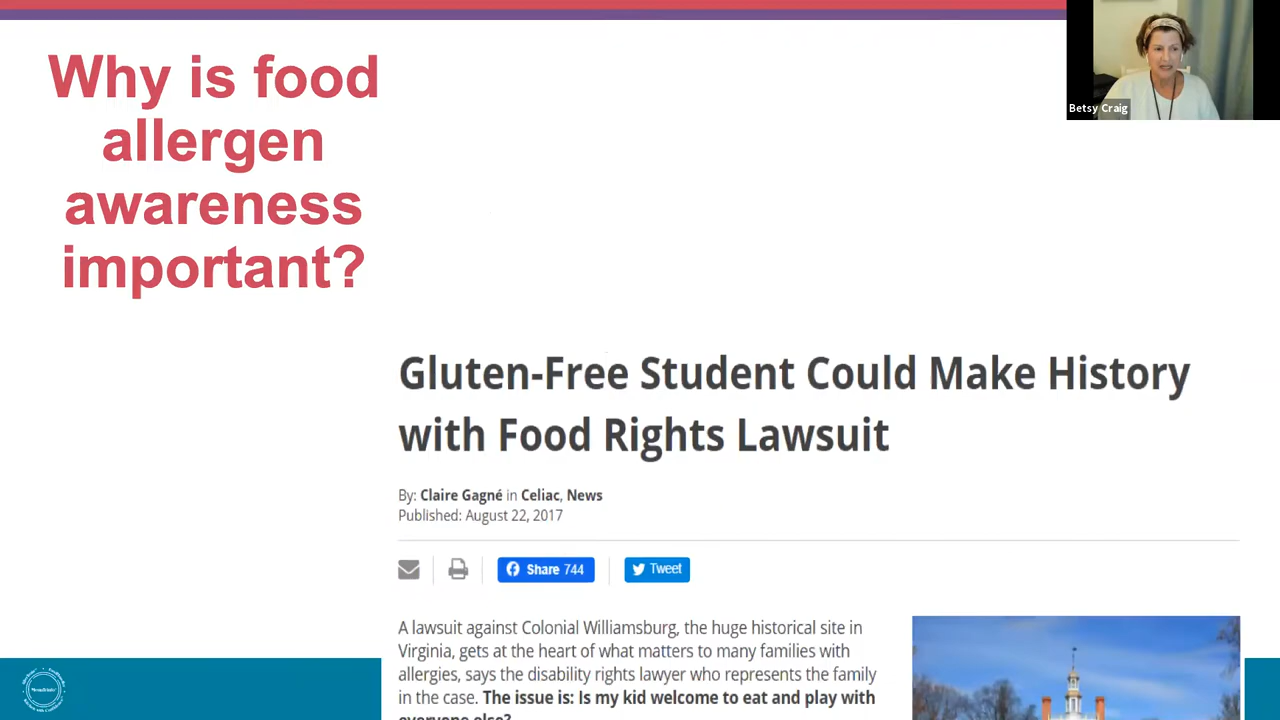 Why is food
allergen
awareness
important?
Betsy Craig
Gluten-Free Student Could Make History
with Food Rights Lawsuit
By: Claire Gagné in Celiac, News
Published: August 22, 2017
Share 744
Tweet
A lawsuit against Colonial Williamsburg, the huge historical site in
Virginia, gets at the heart of what matters to many families with
allergies, says the disability rights lawyer who represents the family
in the case. The issue is: Is my kid welcome to eat and play with
everyone else?